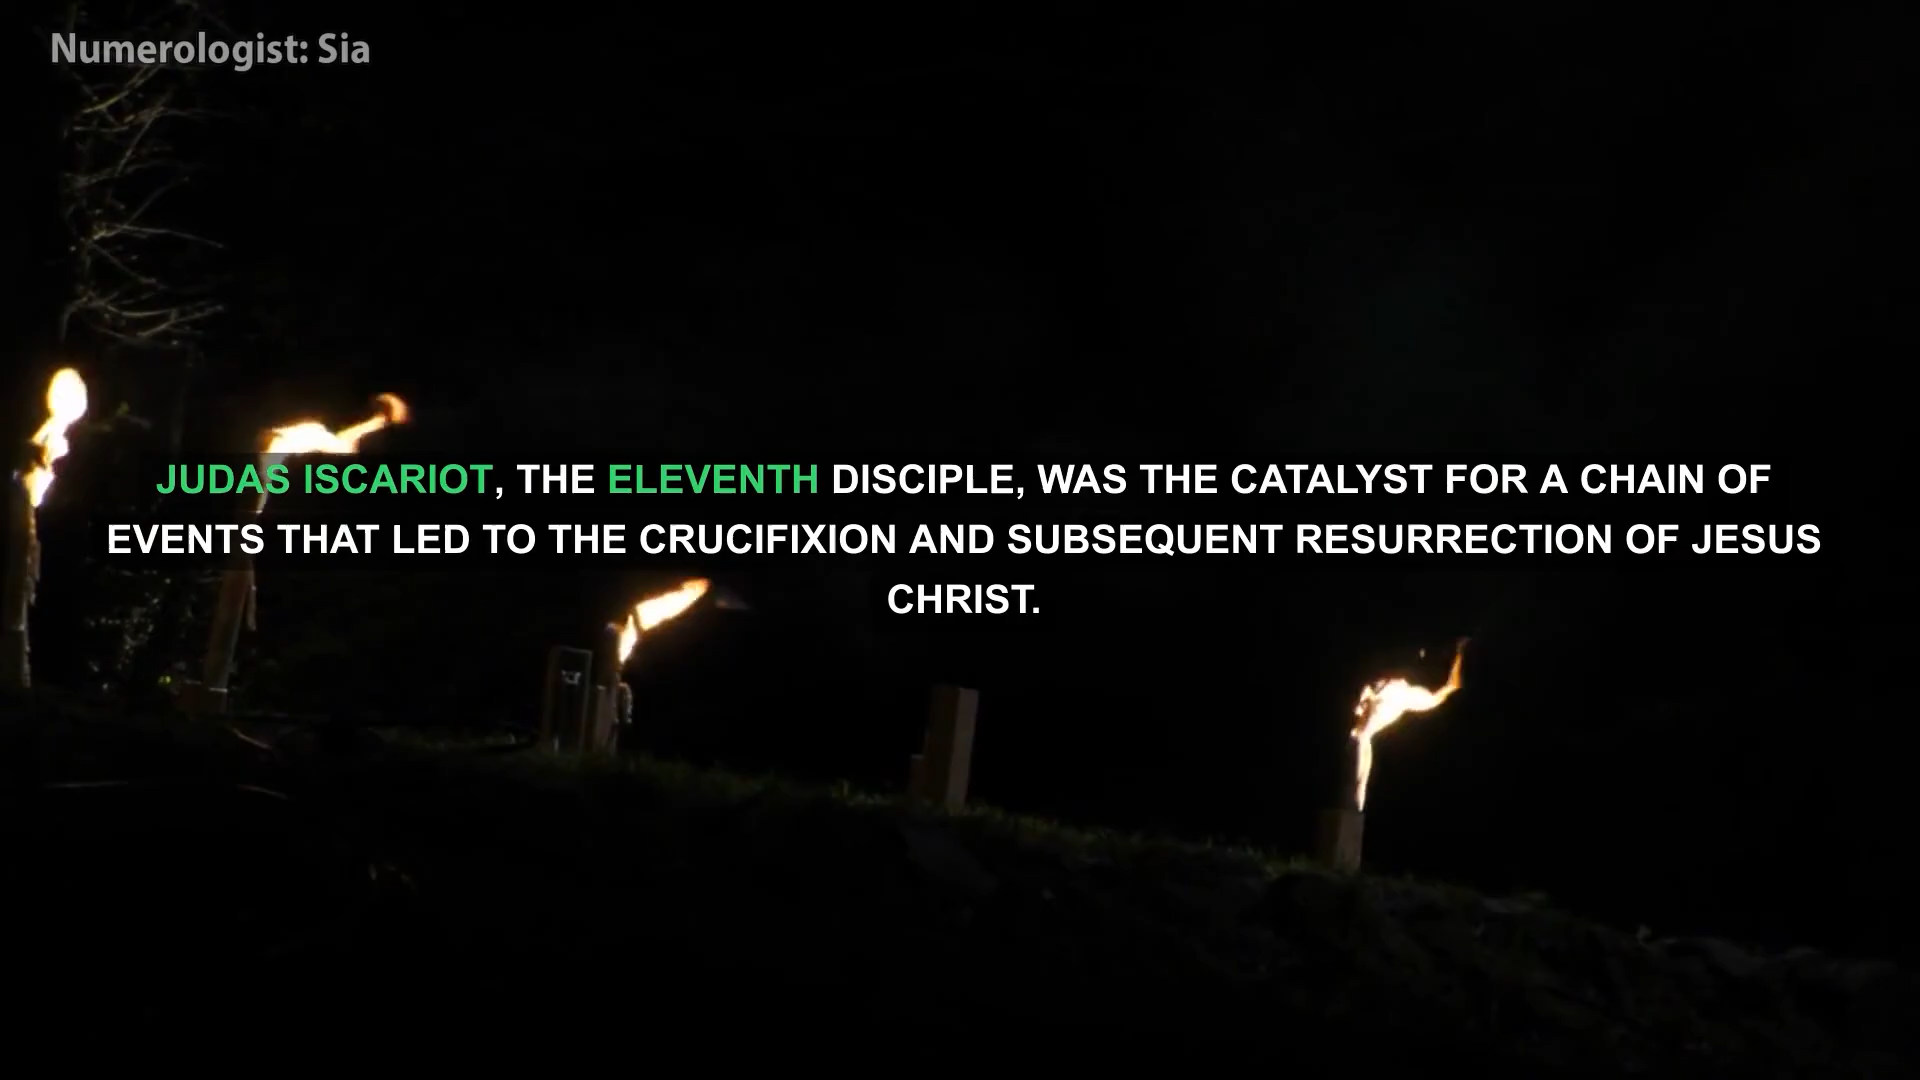 Numerologist: Sia
JUDAS ISCARIOT, THE ELEVENTH DISCIPLE, WAS THE CATALYST FOR A CHAIN OF
EVENTS THAT LED TO THE CRUCIFIXION AND SUBSEQUENT RESURRECTION OF JESUS
CHRIST.